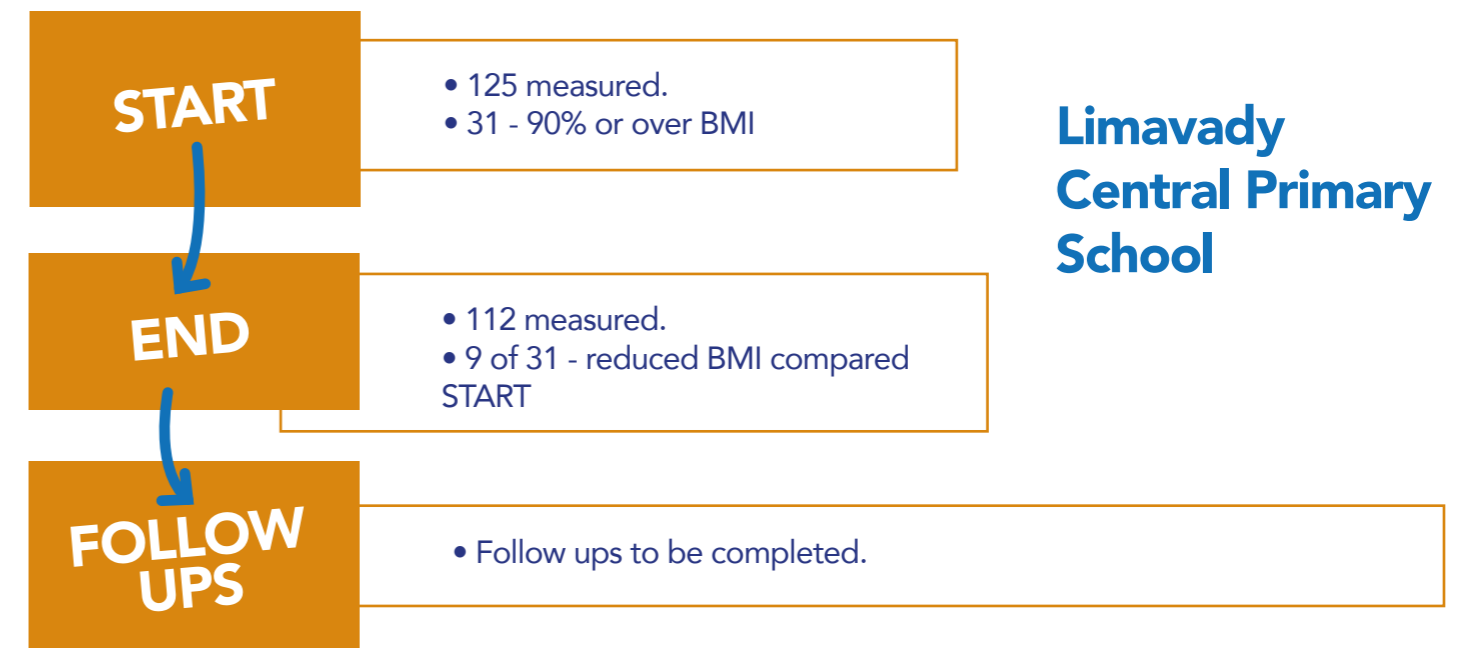 START
• 125 measured.
• 31 - 90% or over BMI
Limavady
Central Primary
School
END
• 112 measured.
• 9 of 31 - reduced BMI compared
START
FOLLOW
UPS
• Follow ups to be completed.